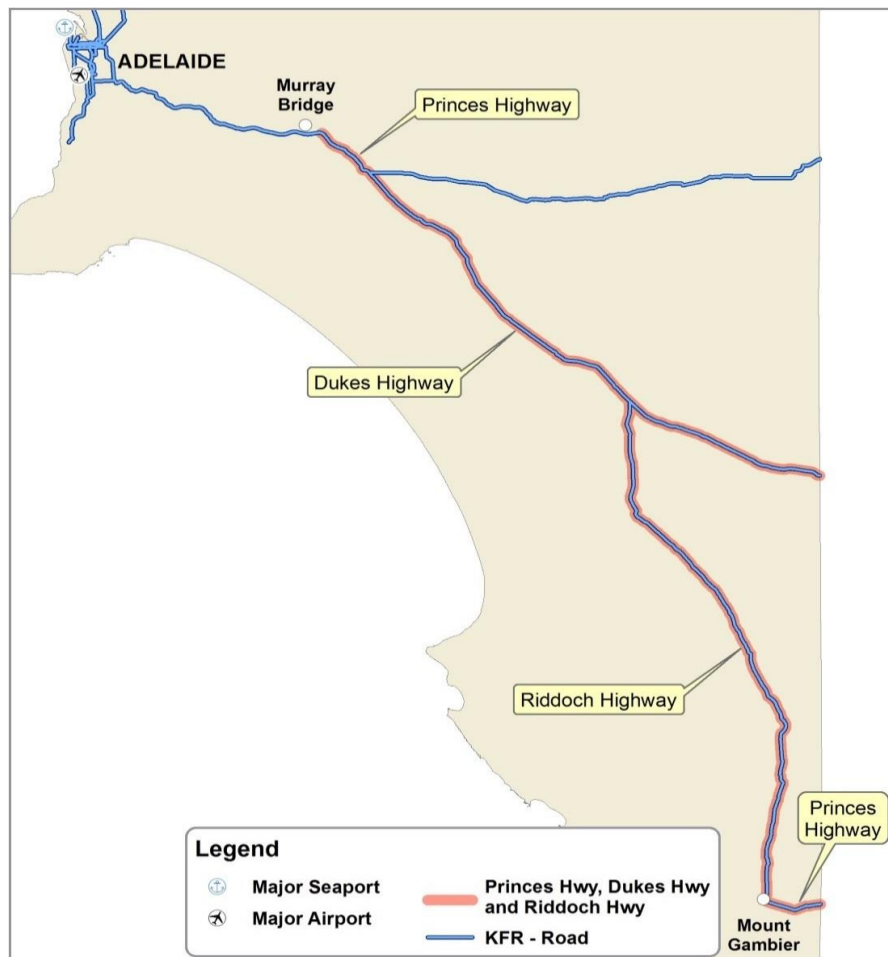 ADELAIDE
Murray
Bridge
Princes Highway
Dukes Highway
Riddoch Highway
Princes
Highway
Mount
Gambier
Legend
Major Seaport
Major Airport
Princes Hwy, Dukes Hwy
and Riddoch Hwy
KFR - Road